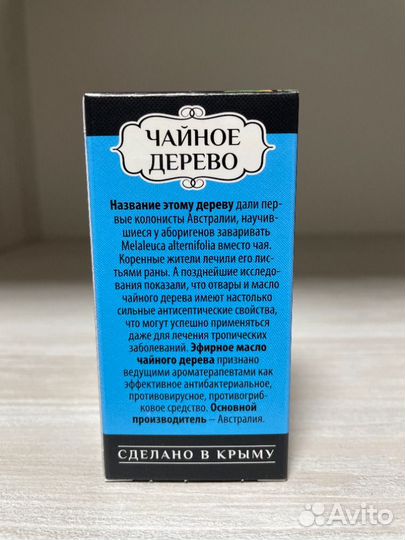 ЧАЙНОЕ
ДЕРЕВО
Название этому дереву дали пер-
вые колонисты Австралии, научив-
шиеся у аборигенов заваривать
Melaleuca alternifolia вместо чая.
Коренные жители лечили его лис-
тьями раны. А позднейшие исследо-
вания показали, что отвары и масло
чайного дерева имеют настолько
сильные антисептические свойства,
что могут успешно применяться
даже для лечения тропических
заболеваний. Эфирное масло
чайного дерева признано
ведущими ароматерапевтами как
эффективное антибактериальное,
противовирусное, противогриб-
ковое средство. Основной
производитель – Австралия.
СДЕЛАНО В КРЫМУ
Avito